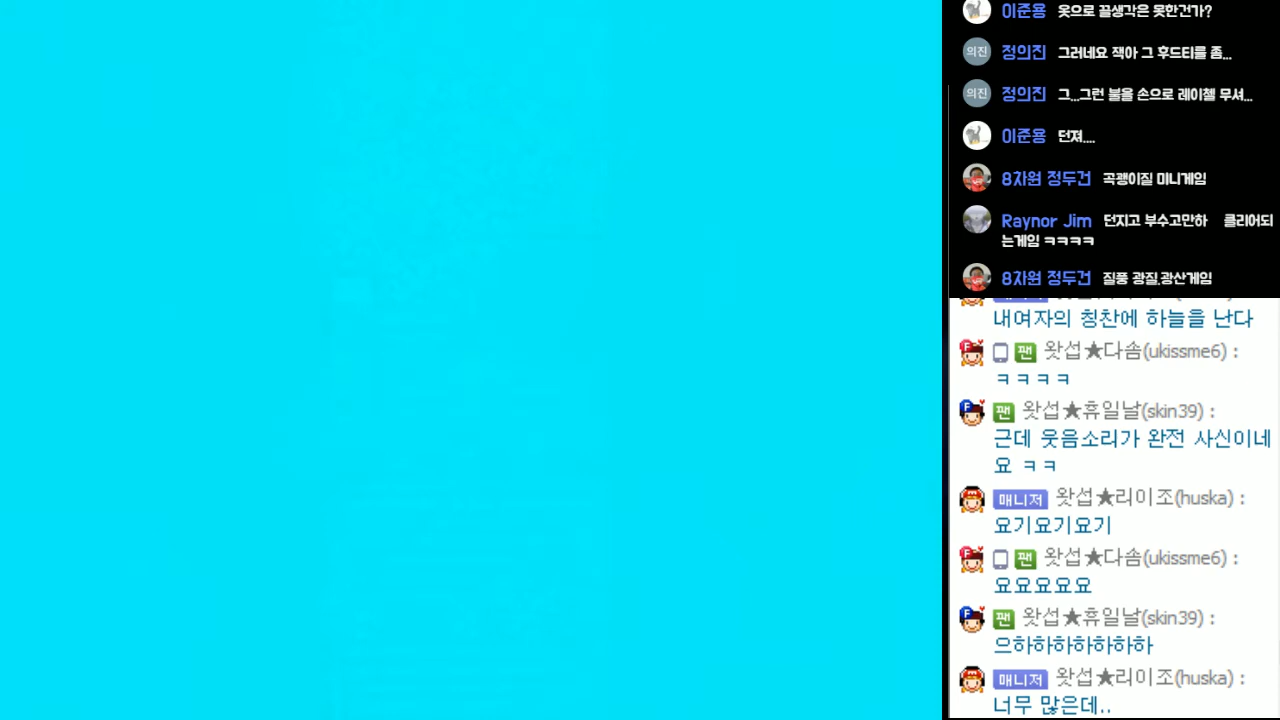 이준용 옷으로 끌생각은 못한건가?
의진 정의진 그러네요 잭아 그 후드티를 좀...
의진 정의진 그...그런 불을 손으로 레이첼 무셔...
이준용 던져....
8차원 정두건 곡괭이질 미니게임
Raynor Jim 던지고 부수고만하 클리어되
는게임 ㅋㅋㅋㅋ
8차원 정두건 질풍 광질.광산게임
내여자의 칭찬에 하늘을 난다
팬 왓섭★다솜(ukissme6) :
ㅋㅋㅋㅋ
팬 왓섭★휴일날(skin39) :
근데 웃음소리가 완전 사신이네
요 ㅋㅋ
매니저 왓섭★리이조(huska) :
요기요기요기
팬 왓섭★다솜(ukissme6) :
요요요요요
팬 왓섭★휴일날(skin39) :
으하하하하하하하
매니저 왓섭★리이조(huska) :
너무 많은데..